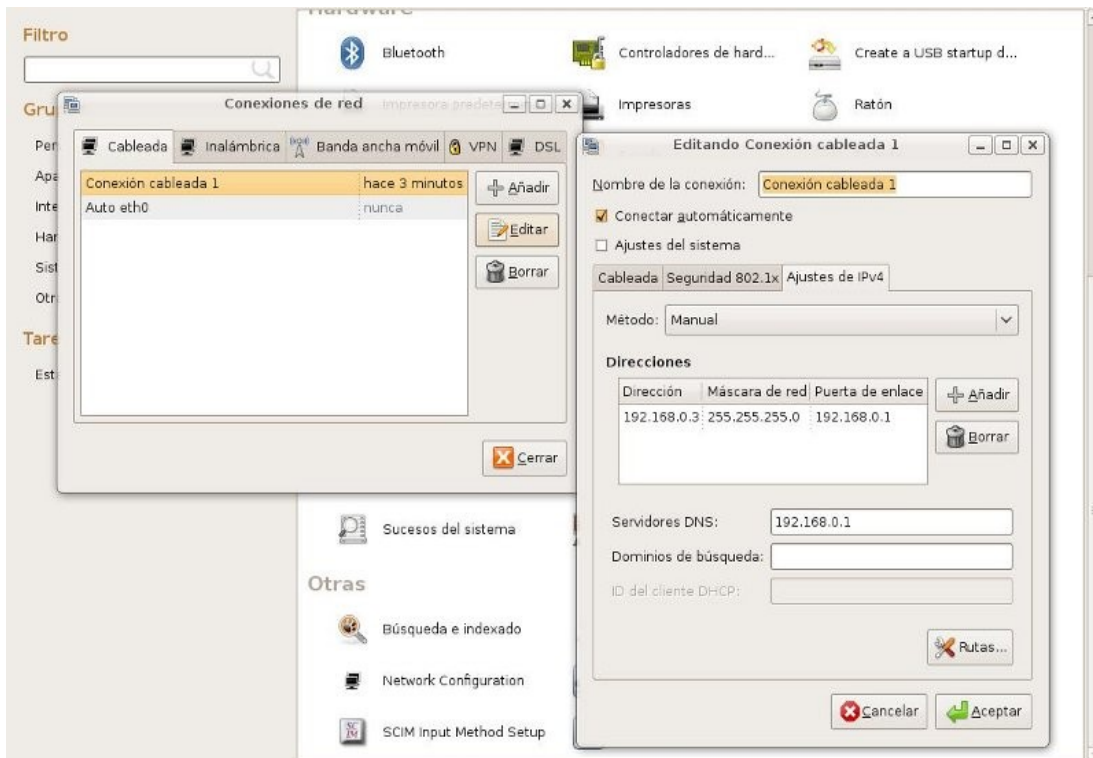 Hardware
Filtro
Bluetooth
Controladores de hard...
Create a USB startup d...
Impresoras
Ratón
Conexiones de red
Cableada
Inalámbrica
Banda ancha móvil
VPN
DSL
Conexión cableada 1
hace 3 minutos
Auto eth0
nunca
Añadir
Editar
Borrar
Cerrar
Gru
Per
Apa
Inte
Har
Sist
Otr
Tare
Est
Editando Conexión cableada 1
Nombre de la conexión: Conexión cableada 1
Conectar automáticamente
Ajustes del sistema
Cableada
Seguridad 802.1x
Ajustes de IPv4
Método: Manual
Direcciones
Dirección Máscara de red Puerta de enlace
192.168.0.3 255.255.255.0 192.168.0.1
Añadir
Borrar
Servidores DNS: 192.168.0.1
Dominios de búsqueda:
ID del cliente DHCP:
Rutas...
Cancelar
Aceptar
Sucesos del sistema
Otras
Búsqueda e indexado
Network Configuration
SCIM Input Method Setup